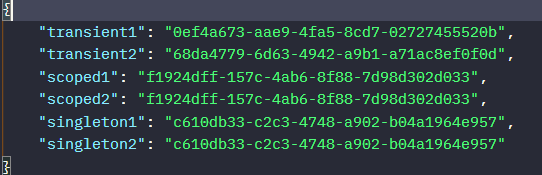 {
"transient1": "0ef4a673-aae9-4fa5-8cd7-02727455520b",
"transient2": "68da4779-6d63-4942-a9b1-a71ac8ef0f0d",
"scoped1": "f1924dff-157c-4ab6-8f88-7d98d302d033",
"scoped2": "f1924dff-157c-4ab6-8f88-7d98d302d033",
"singleton1": "c610db33-c2c3-4748-a902-b04a1964e957",
"singleton2": "c610db33-c2c3-4748-a902-b04a1964e957"
}